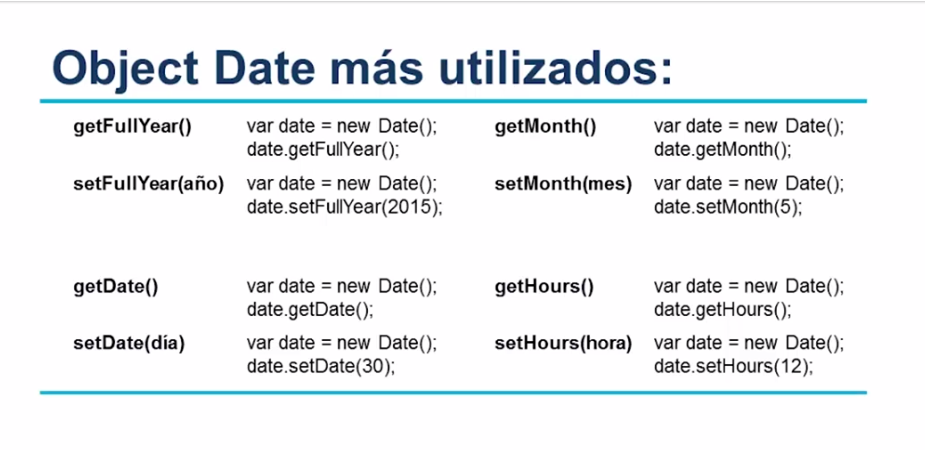 Object Date más utilizados:
getFullYear() var date = new Date(); getMonth() var date = new Date();
date.getFullYear(); date.getMonth();
setFullYear(año) var date = new Date(); setMonth(mes) var date = new Date();
date.setFullYear(2015); date.setMonth(5);
getDate() var date = new Date(); getHours() var date = new Date();
date.getDate(); date.getHours();
setDate(día) var date = new Date(); setHours(hora) var date = new Date();
date.setDate(30); date.setHours(12);